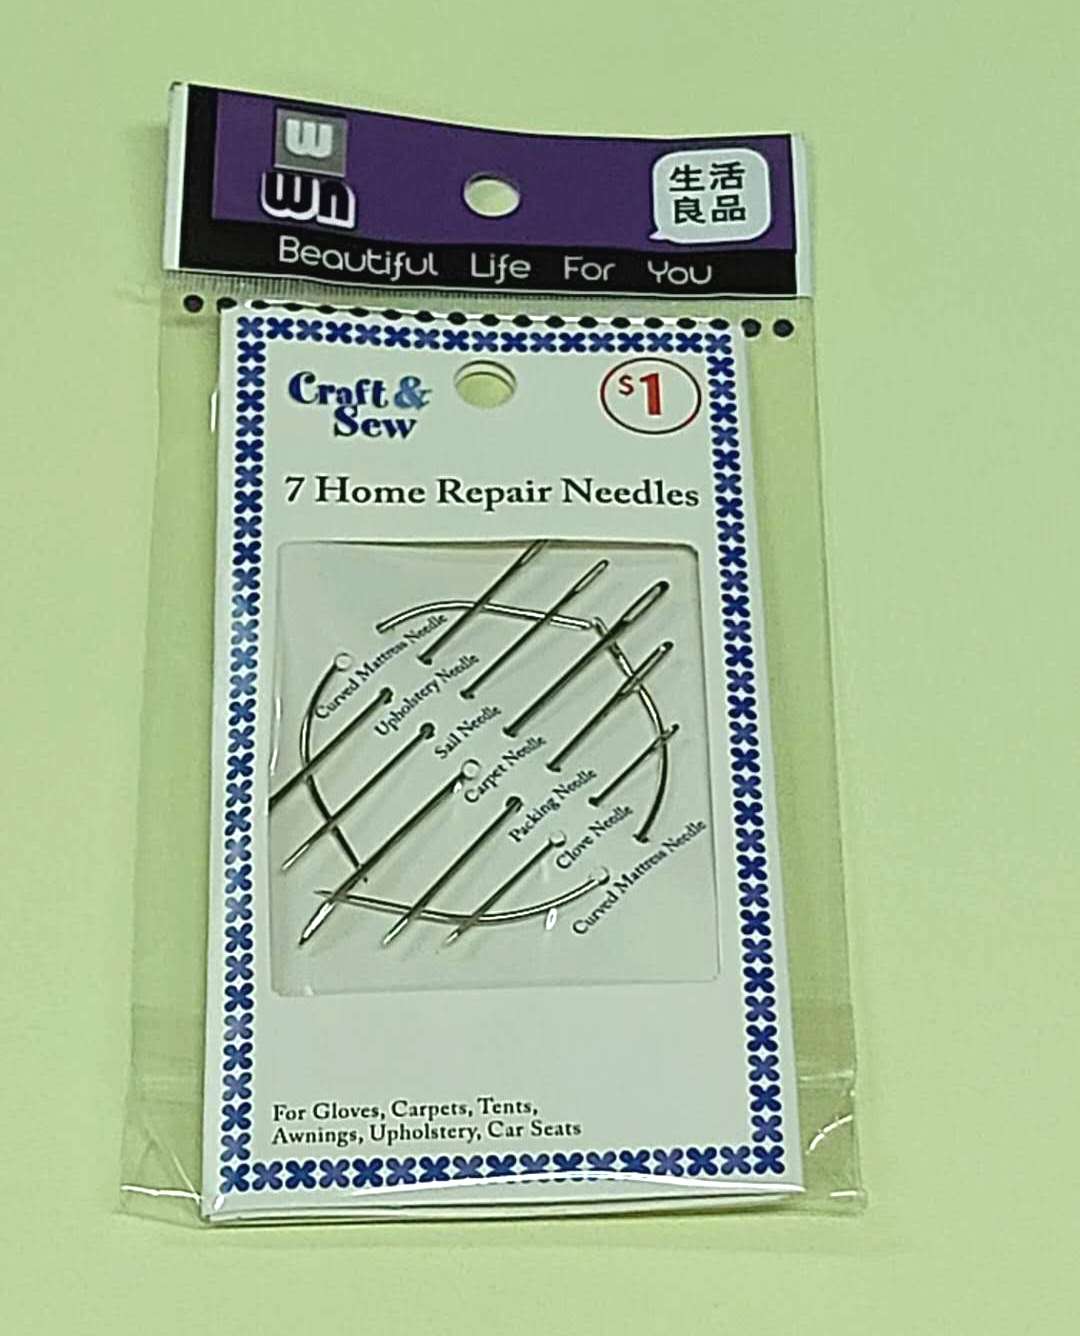 W
WN
生活
良品
Beautiful Life For You
Craft &
Sew
$1
7 Home Repair Needles
Curved Mattress Needle
Upholstery Needle
Sail Needle
Carpet Needle
Packing Needle
Clove Needle
Curved Mattress Needle
For Gloves, Carpets, Tents,
Awnings, Upholstery, Car Seats